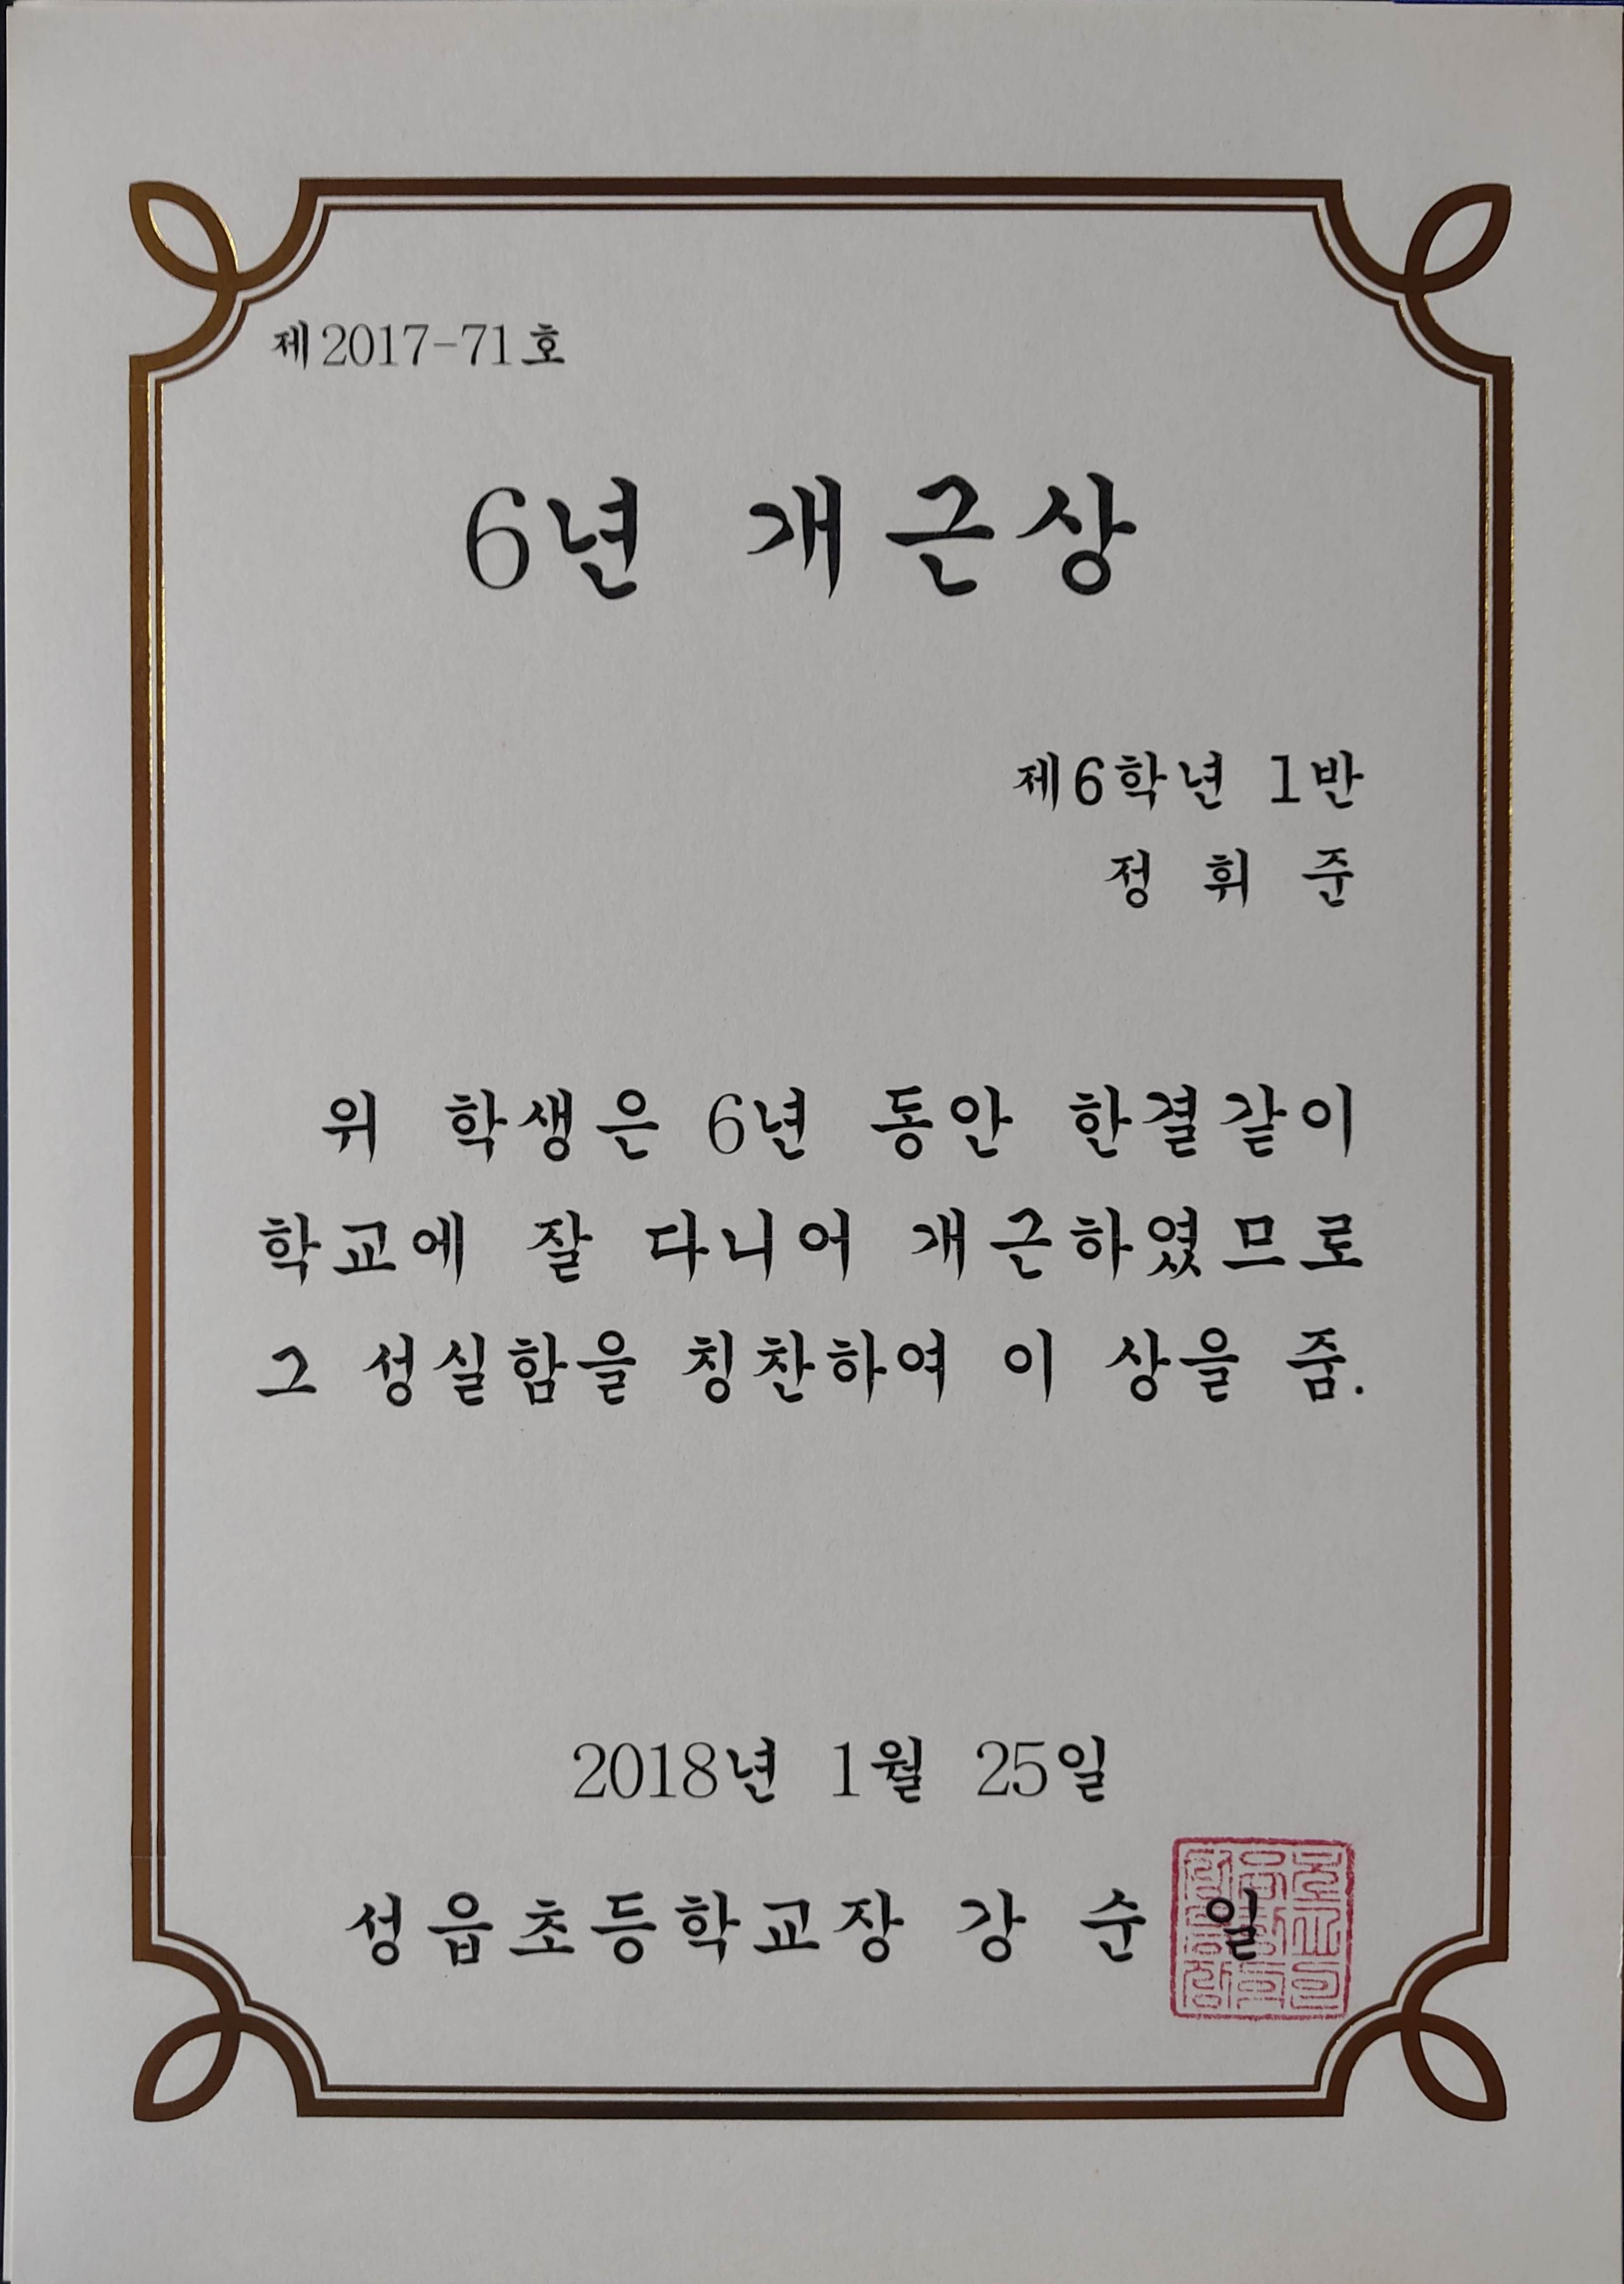 제2017-71호
6년 개근상
제6학년 1반
정 휘 준
위 학생은 6년 동안 한결같이
학교에 잘 다니어 개근하였므로
그 성실함을 칭찬하여 이 상을 줌.
2018년 1월 25일
성읍초등학교장 강 순 일